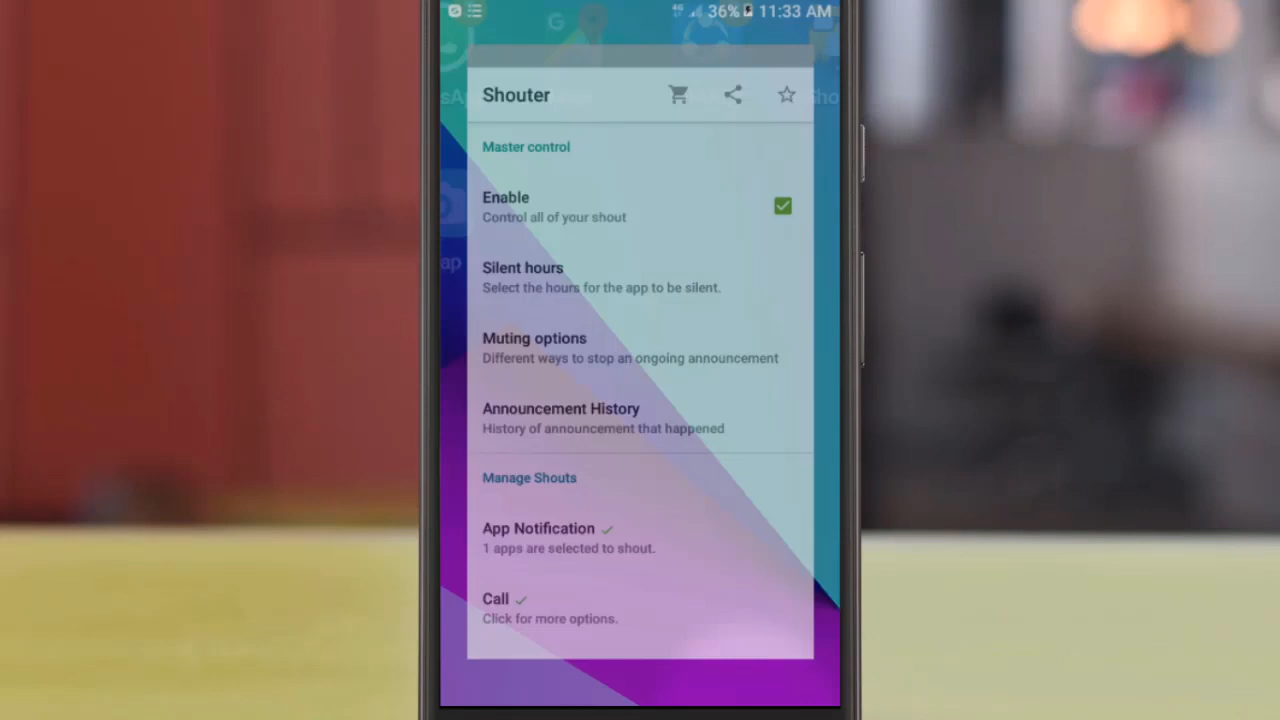 36% 11:33 AM
Shouter
Master control
Enable
Control all of your shout
Silent hours
Select the hours for the app to be silent.
Muting options
Different ways to stop an ongoing announcement
Announcement History
History of announcement that happened
Manage Shouts
App Notification
1 apps are selected to shout.
Call
Click for more options.